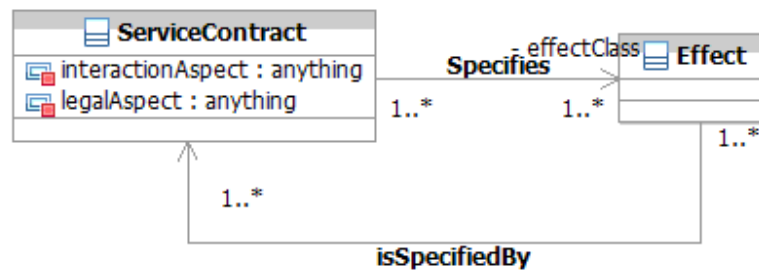 ServiceContract
interactionAspect : anything
legalAspect : anything
- effectClass
Specifies
1..*
1..*
Effect
1..*
1..*
isSpecifiedBy